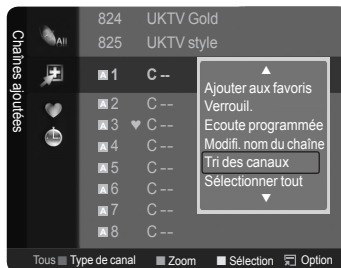 Chaînes ajoutées
All
824 UKTV Gold
825 UKTV style
A 1 C --
A 2 C --
A 3 ♥ C --
A 4 C --
A 5 C --
A 6 C --
A 7 C --
A 8 C --
▲
Ajouter aux favoris
Verrouil.
Ecoute programmée
Modifi. nom du chaîne
Tri des canaux
Sélectionner tout
▼
Tous Type de canal Zoom Sélection Option